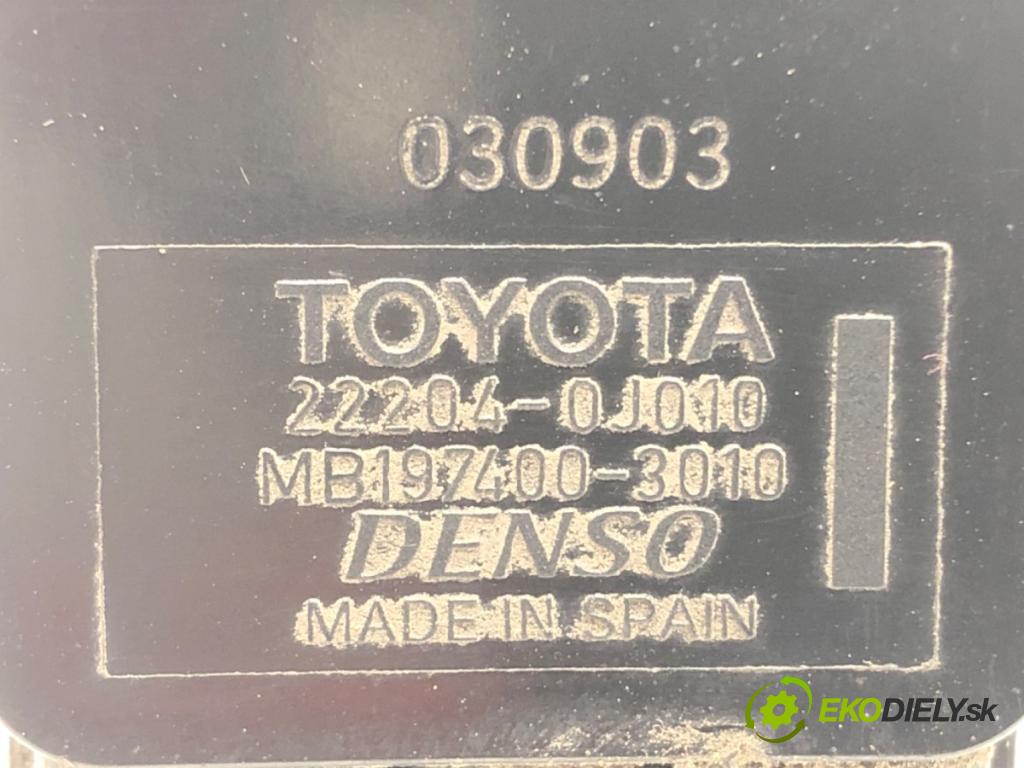 030903
TOYOTA
22204-0J010
MB197400-3010
DENSO
MADE IN SPAIN
EKODIELY.sk